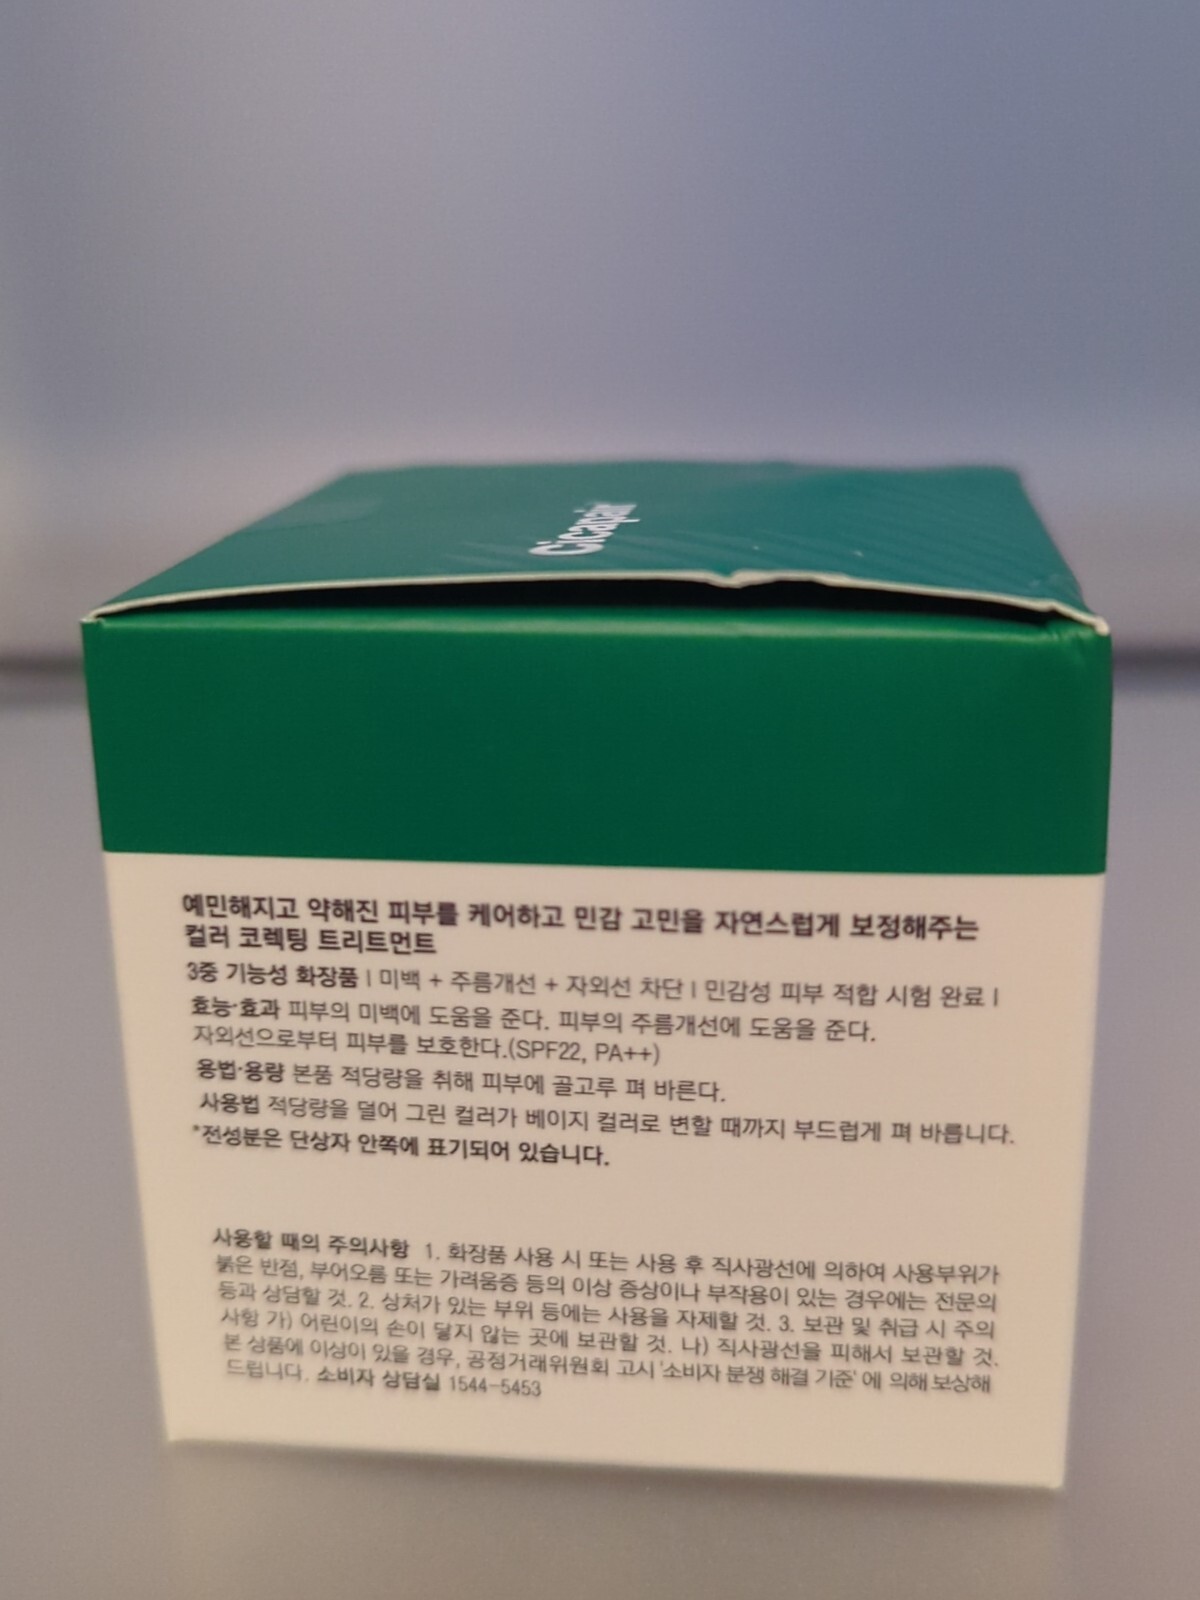 Cicapair
예민해지고 약해진 피부를 케어하고 민감 고민을 자연스럽게 보정해주는
컬러 코렉팅 트리트먼트
3중 기능성 화장품 | 미백 + 주름개선 + 자외선 차단 | 민감성 피부 적합 시험 완료 |
효능·효과 피부의 미백에 도움을 준다. 피부의 주름개선에 도움을 준다.
자외선으로부터 피부를 보호한다.(SPF22, PA++)
용법·용량 본품 적당량을 취해 피부에 골고루 펴 바른다.
사용법 적당량을 덜어 그린 컬러가 베이지 컬러로 변할 때까지 부드럽게 펴 바릅니다.
*전성분은 단상자 안쪽에 표기되어 있습니다.
사용할 때의 주의사항 1. 화장품 사용 시 또는 사용 후 직사광선에 의하여 사용부위가
붉은 반점, 부어오름 또는 가려움증 등의 이상 증상이나 부작용이 있는 경우에는 전문의
등과 상담할 것. 2. 상처가 있는 부위 등에는 사용을 자제할 것. 3. 보관 및 취급 시 주의
사항 가) 어린이의 손이 닿지 않는 곳에 보관할 것. 나) 직사광선을 피해서 보관할 것.
본 상품에 이상이 있을 경우, 공정거래위원회 고시 '소비자 분쟁 해결 기준' 에 의해 보상해
드립니다. 소비자 상담실 1544-5453